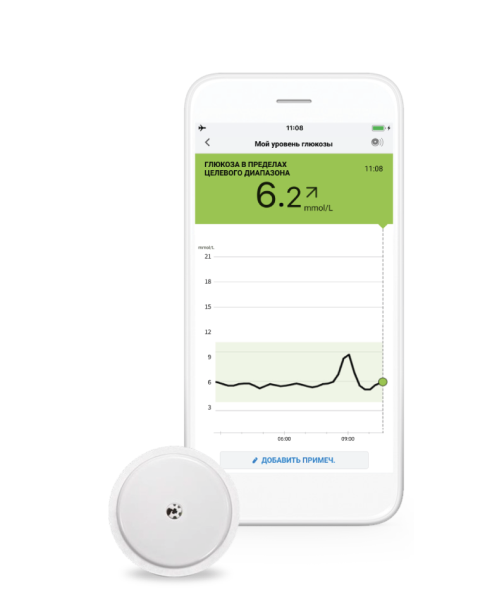 11:08
Мой уровень глюкозы
ГЛЮКОЗА В ПРЕДЕЛАХ
ЦЕЛЕВОГО ДИАПАЗОНА
11:08
6.2
mmol/L
mmol/L
21
18
15
12
9
6
3
06:00
09:00
ДОБАВИТЬ ПРИМЕЧ.